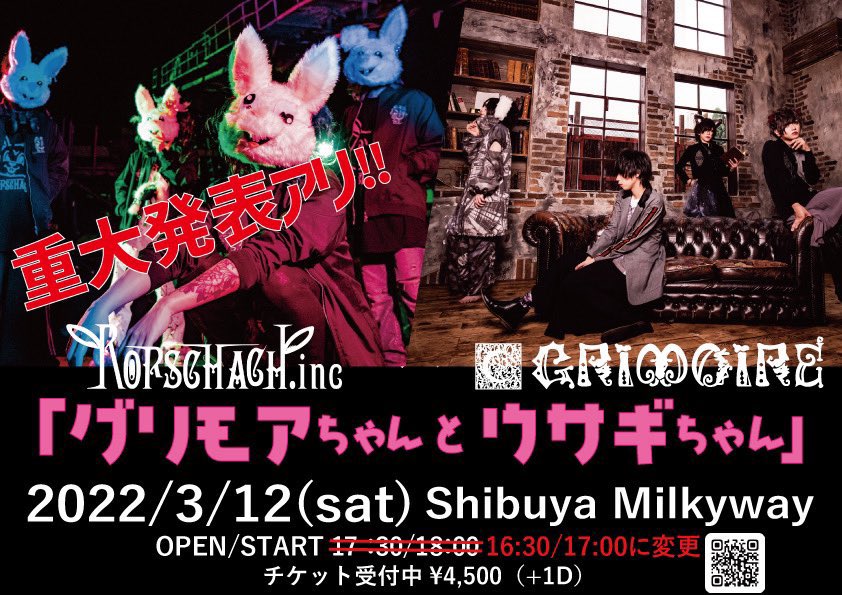 重大発表アリ!!
RORSCHACH.inc
GRIMOIRE
「グリモアちゃんとウサギちゃん」
2022/3/12(sat) Shibuya Milkyway
OPEN/START 17:30/18:00 16:30/17:00に変更
チケット受付中 ¥4,500（+1D）